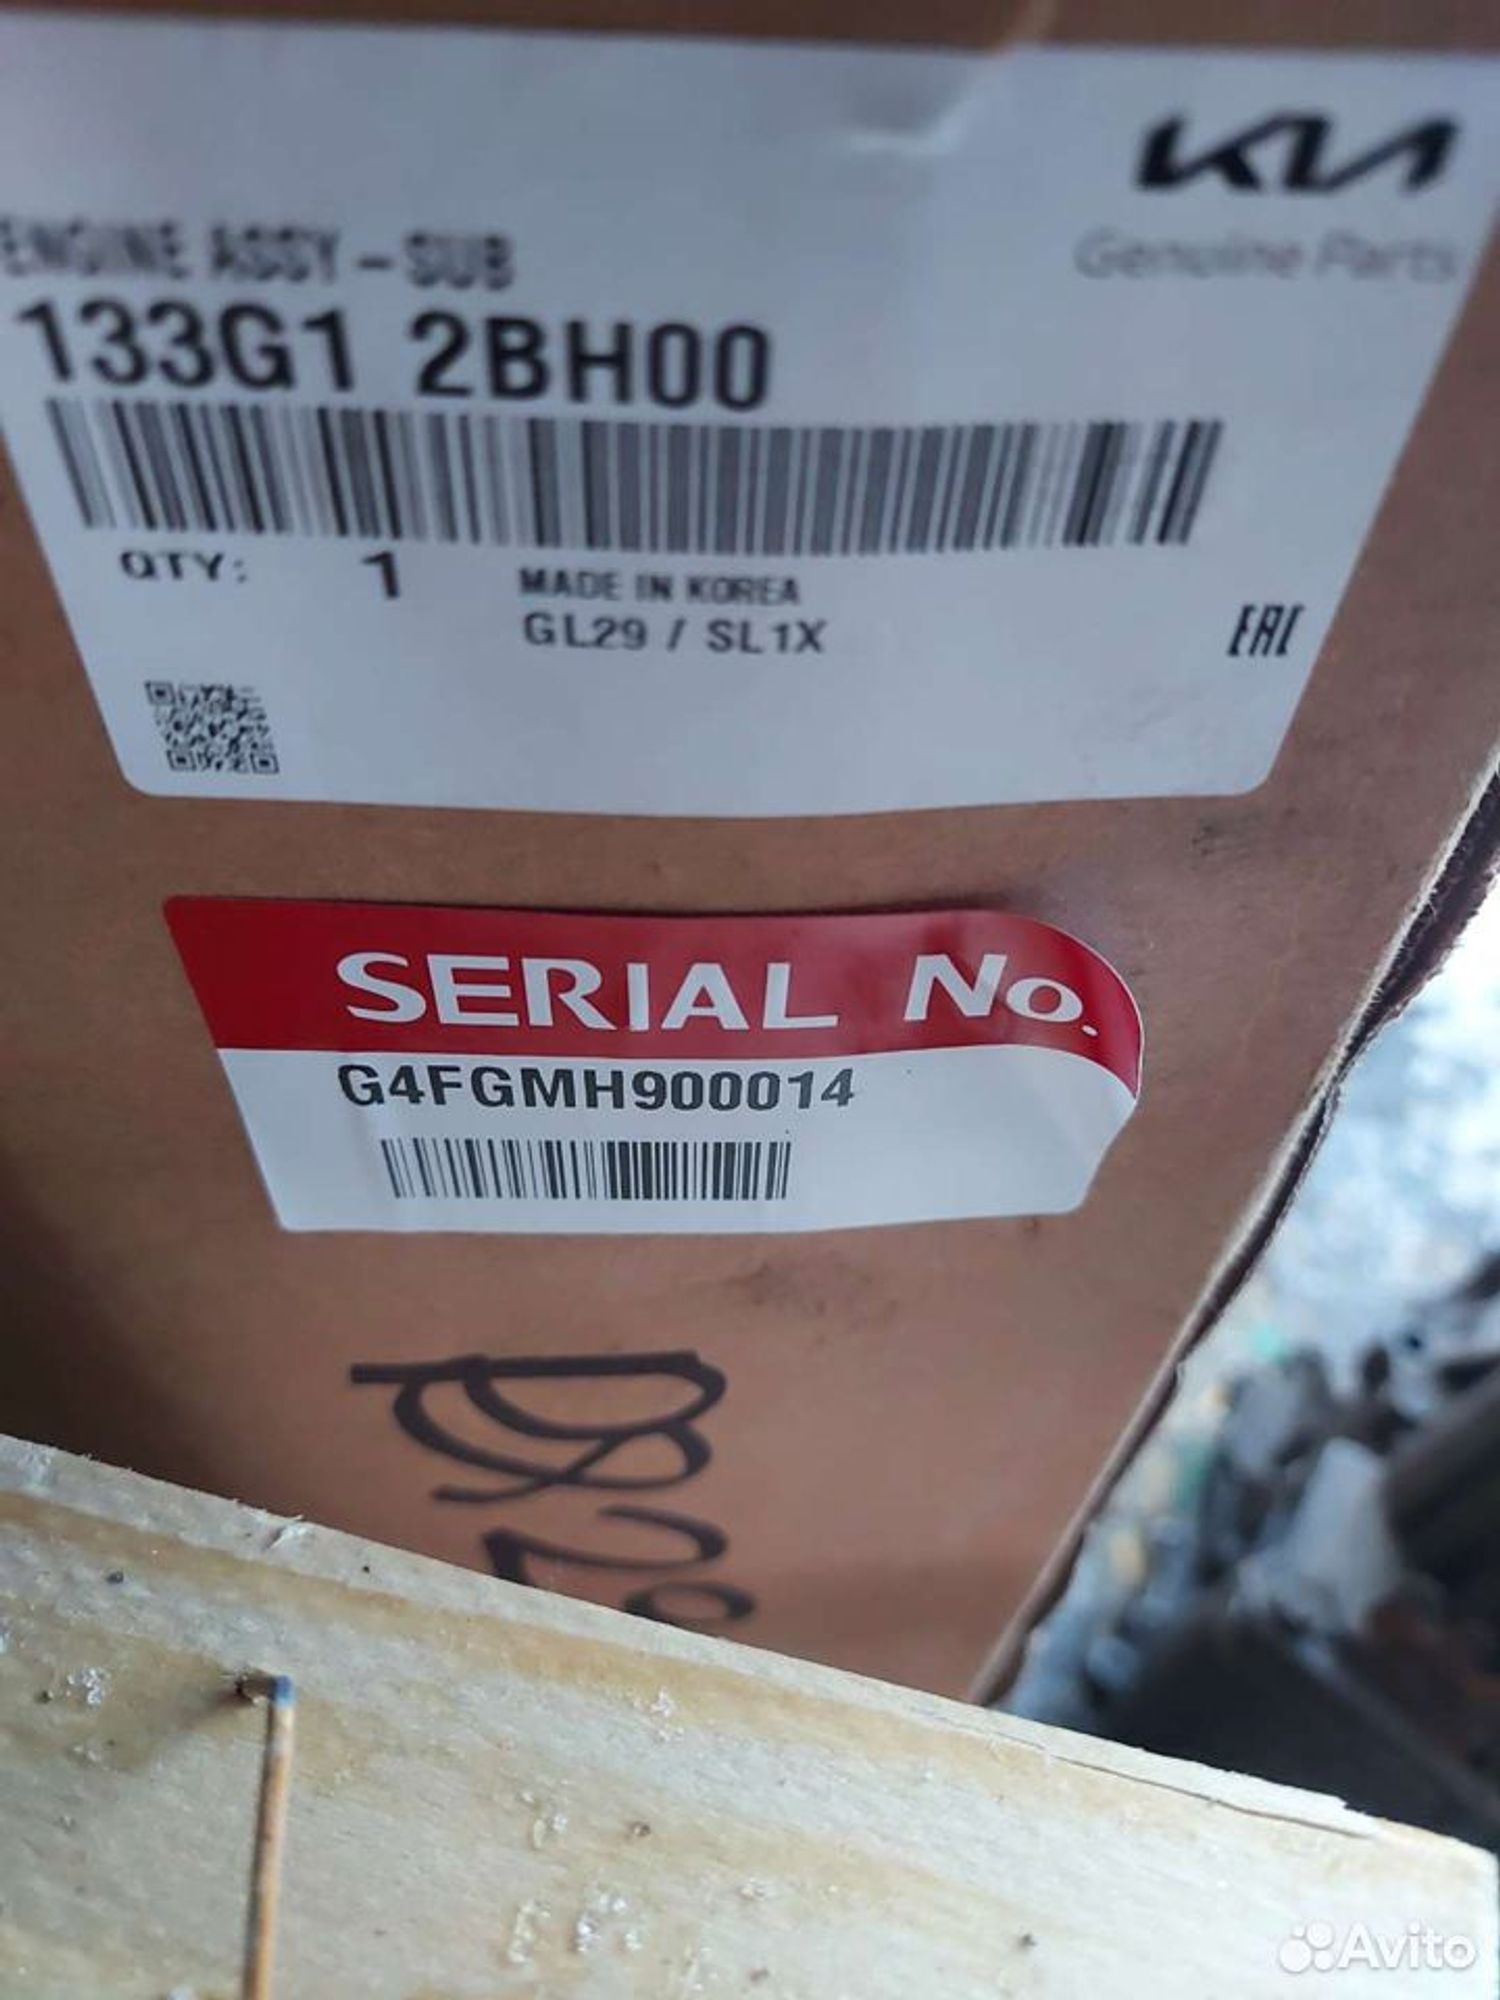 KIA
Genuine Parts
ENGINE ASSY-SUB
133G1 2BH00
QTY: 1 MADE IN KOREA
GL29 / SL1X
EAC
SERIAL No.
G4FGMH900014
Avito